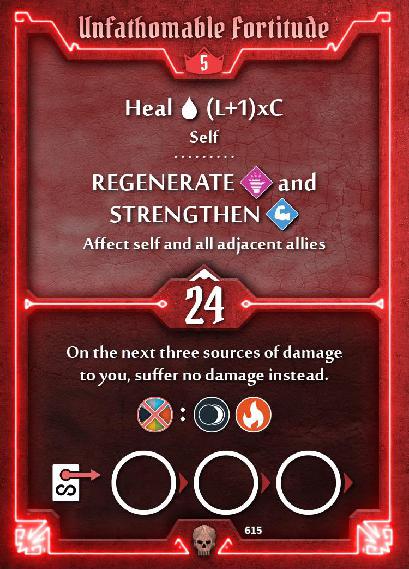 Unfathomable Fortitude
5
Heal (L+1)xC
Self
REGENERATE and
STRENGTHEN
Affect self and all adjacent allies
24
On the next three sources of damage
to you, suffer no damage instead.
:
615